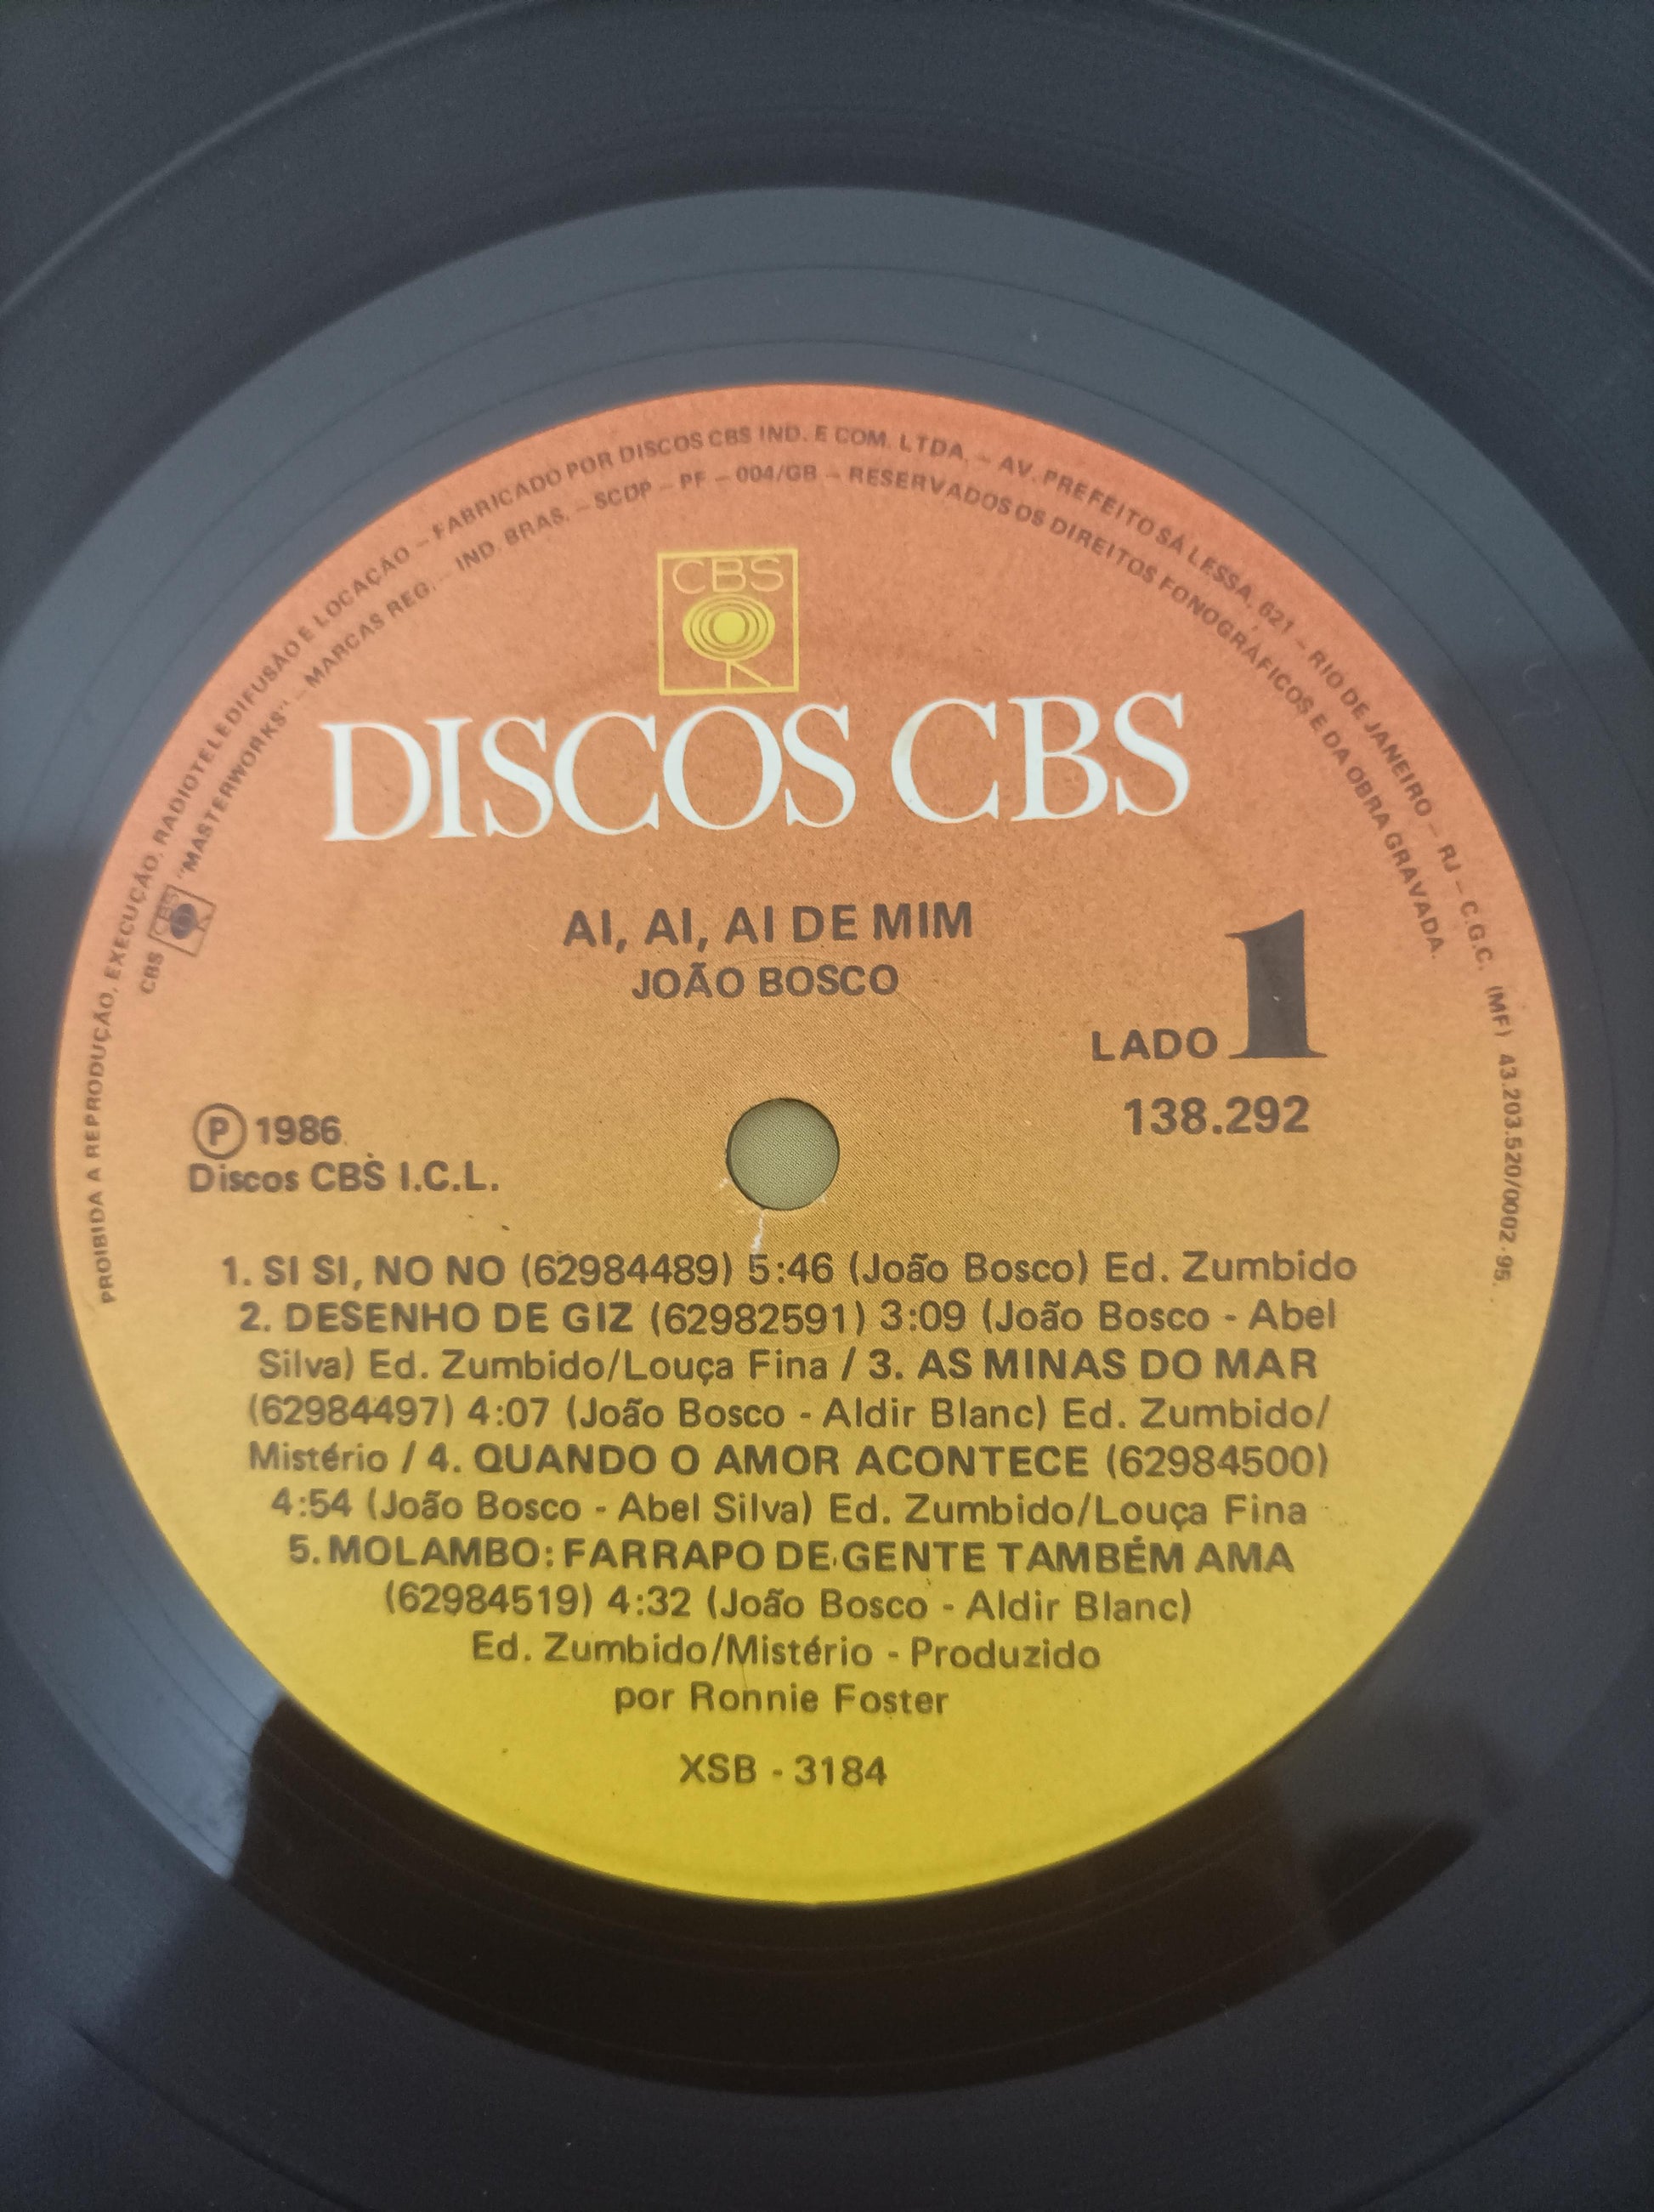 PROIBIDA A REPRODUÇÃO, EXECUÇÃO, RADIOTELEDIFUSÃO E LOCAÇÃO – FABRICADO POR DISCOS CBS IND. E COM. LTDA. – AV. PREFEITO SÁ LESSA, 621 – RIO DE JANEIRO – RJ – C.G.C. (MF) 43.203.520/0002-95.
CBS CBS "MASTERWORKS" – MARCAS REG. – IND. BRAS. – SCDP – PF – 004/GB – RESERVADOS OS DIREITOS FONOGRÁFICOS E DA OBRA GRAVADA.
CBS
DISCOS CBS
AI, AI, AI DE MIM
JOÃO BOSCO
LADO 1
138.292
Ⓟ 1986
Discos CBS I.C.L.
1. SI SI, NO NO (62984489) 5:46 (João Bosco) Ed. Zumbido
2. DESENHO DE GIZ (62982591) 3:09 (João Bosco - Abel
Silva) Ed. Zumbido/Louça Fina / 3. AS MINAS DO MAR
(62984497) 4:07 (João Bosco - Aldir Blanc) Ed. Zumbido/
Mistério / 4. QUANDO O AMOR ACONTECE (62984500)
4:54 (João Bosco - Abel Silva) Ed. Zumbido/Louça Fina
5. MOLAMBO: FARRAPO DE GENTE TAMBÉM AMA
(62984519) 4:32 (João Bosco - Aldir Blanc)
Ed. Zumbido/Mistério - Produzido
por Ronnie Foster
XSB - 3184